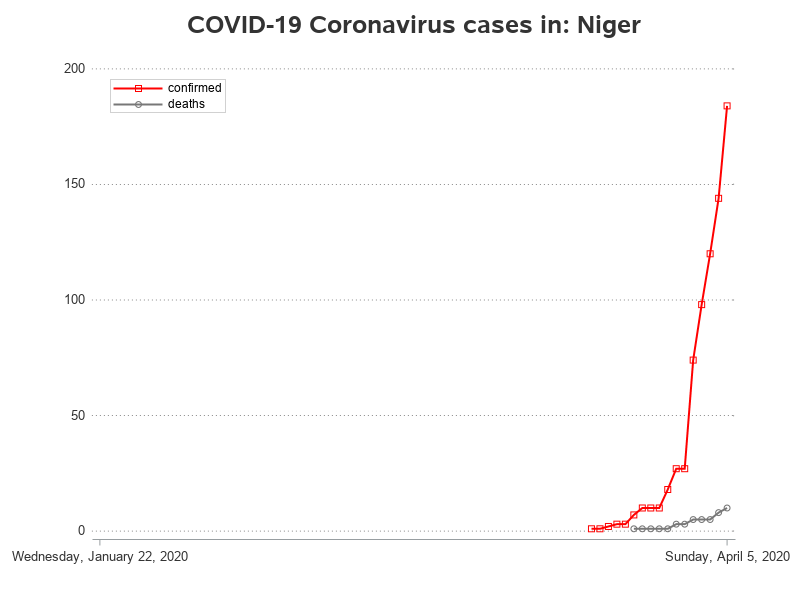 COVID-19 Coronavirus cases in: Niger
200
confirmed
deaths
150
100
50
0
Wednesday, January 22, 2020
Sunday, April 5, 2020